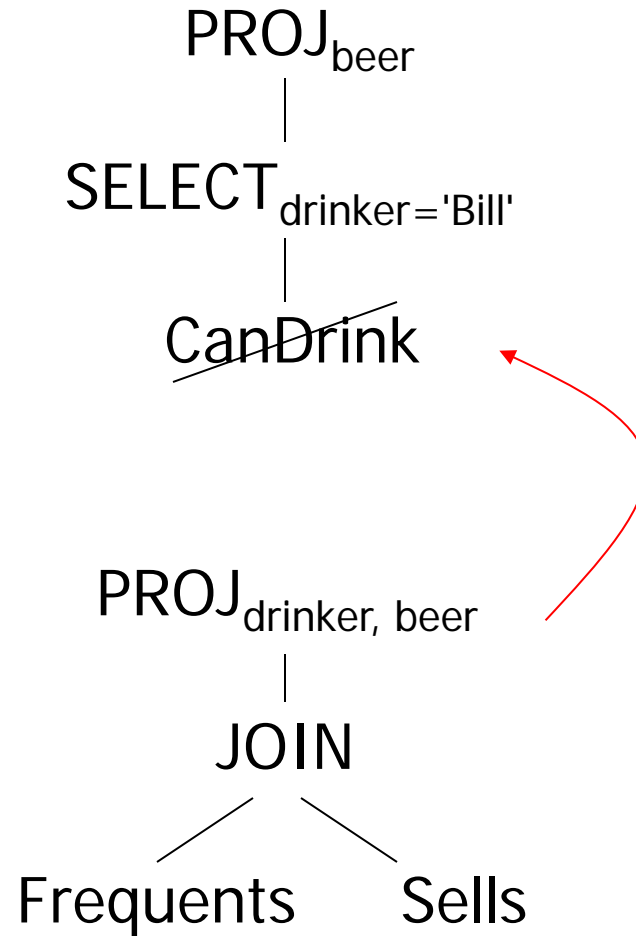 PROJbeer
SELECTdrinker='Bill'
CanDrink
PROJdrinker, beer
JOIN
Frequents Sells